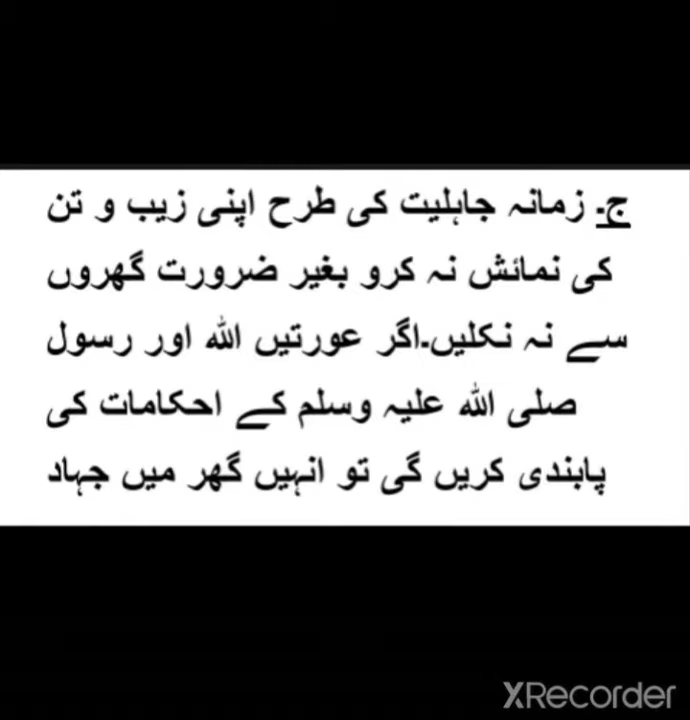 ج۔ زمانہ جاہلیت کی طرح اپنی زیب و تن
کی نمائش نہ کرو بغیر ضرورت گھروں
سے نہ نکلیں۔اگر عورتیں اللہ اور رسول
صلی اللہ علیہ وسلم کے احکامات کی
پابندی کریں گی تو انہیں گھر میں جہاد
XRecorder